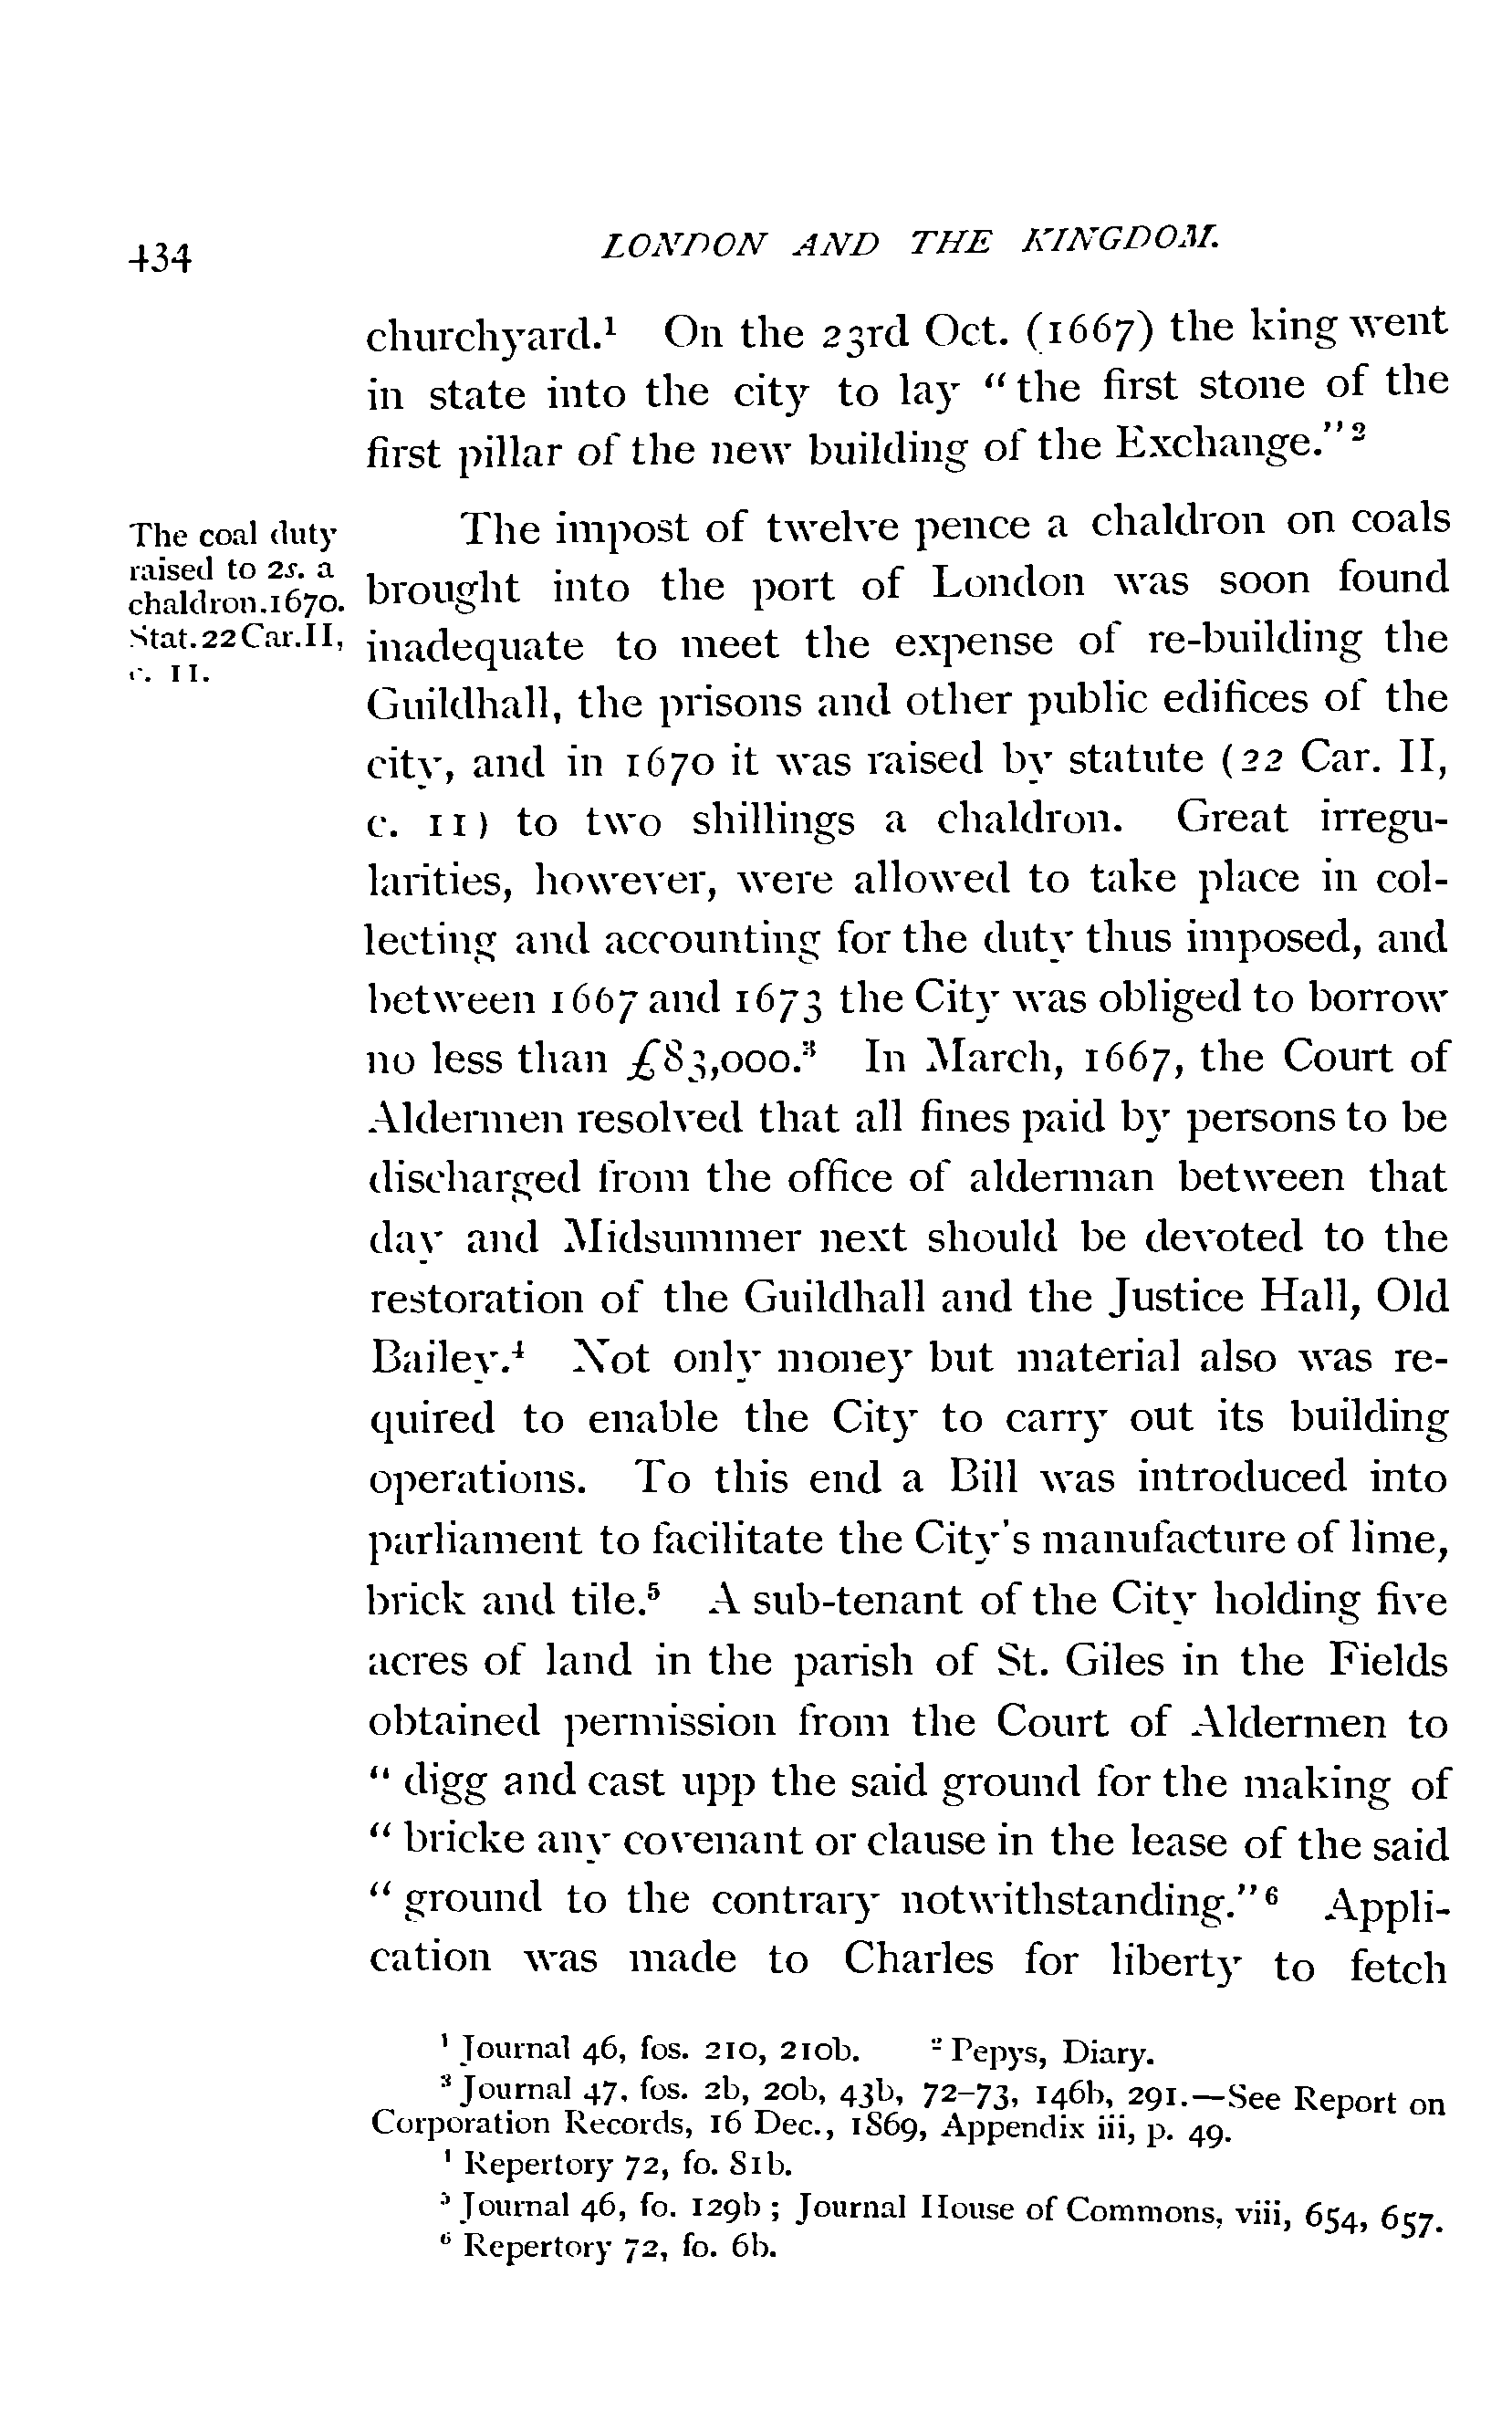 434
LONDON AND THE KINGDOM.
churchyard.¹ On the 23rd Oct. (1667) the king went
in state into the city to lay “the first stone of the
first pillar of the new building of the Exchange.”²
The coal duty
raised to 2s. a
chaldron. 1670.
Stat. 22 Car. II,
c. 11.
The impost of twelve pence a chaldron on coals
brought into the port of London was soon found
inadequate to meet the expense of re-building the
Guildhall, the prisons and other public edifices of the
city, and in 1670 it was raised by statute (22 Car. II,
c. 11) to two shillings a chaldron. Great irregu-
larities, however, were allowed to take place in col-
lecting and accounting for the duty thus imposed, and
between 1667 and 1673 the City was obliged to borrow
no less than £83,000.³ In March, 1667, the Court of
Aldermen resolved that all fines paid by persons to be
discharged from the office of alderman between that
day and Midsummer next should be devoted to the
restoration of the Guildhall and the Justice Hall, Old
Bailey.⁴ Not only money but material also was re-
quired to enable the City to carry out its building
operations. To this end a Bill was introduced into
parliament to facilitate the City's manufacture of lime,
brick and tile.⁵ A sub-tenant of the City holding five
acres of land in the parish of St. Giles in the Fields
obtained permission from the Court of Aldermen to
“ digg and cast upp the said ground for the making of
“ bricke any covenant or clause in the lease of the said
“ ground to the contrary notwithstanding.”⁶ Appli-
cation was made to Charles for liberty to fetch
¹ Journal 46, fos. 210, 210b. ² Pepys, Diary.
³ Journal 47, fos. 2b, 20b, 43b, 72–73, 146b, 291.—See Report on
Corporation Records, 16 Dec., 1869, Appendix iii, p. 49.
⁴ Repertory 72, fo. 81b.
⁵ Journal 46, fo. 129b ; Journal House of Commons, viii, 654, 657.
⁶ Repertory 72, fo. 6b.